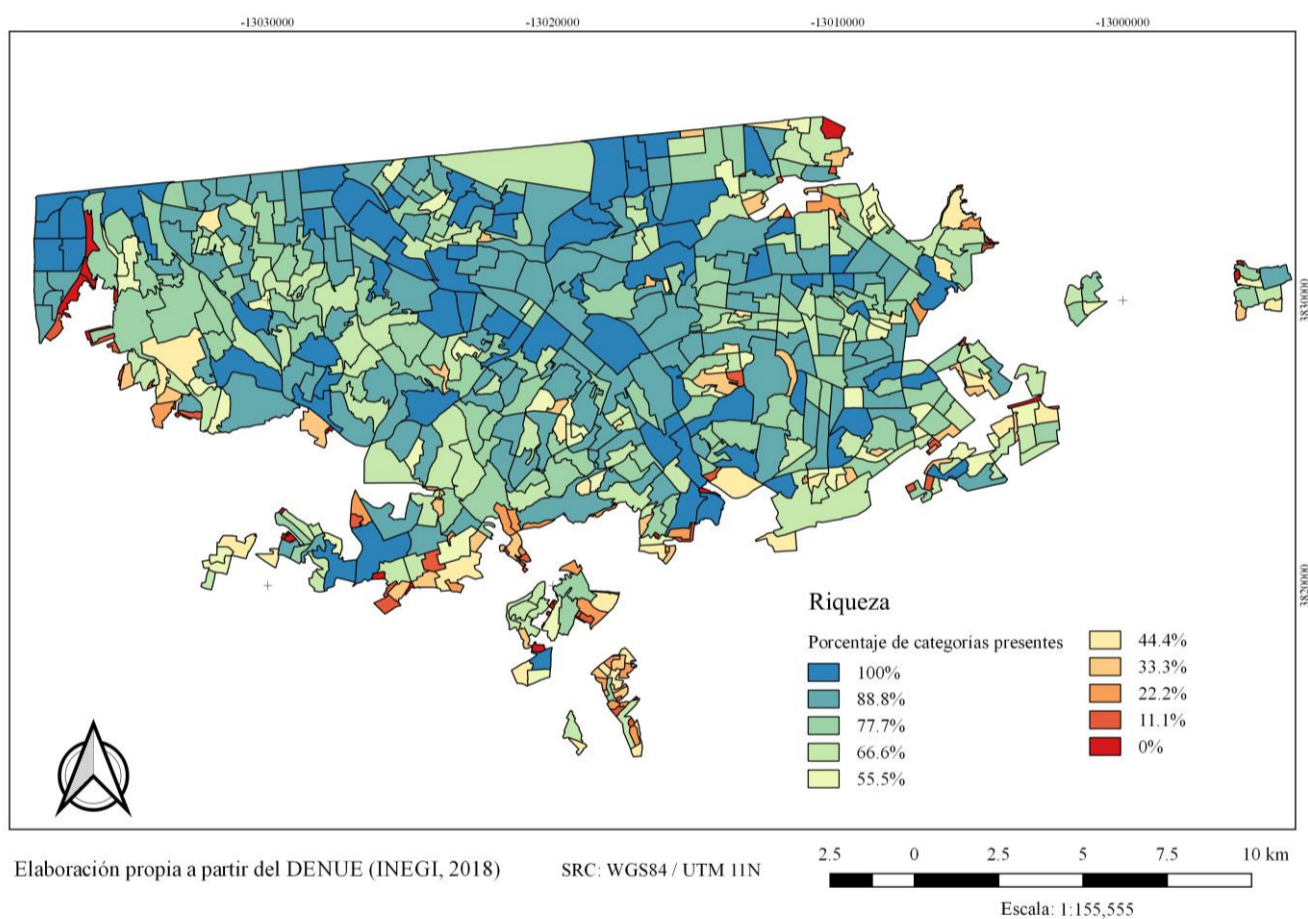 -13030000
-13020000
-13010000
-13000000
3830000
3820000
Riqueza
Porcentaje de categorías presentes
100%
88.8%
77.7%
66.6%
55.5%
44.4%
33.3%
22.2%
11.1%
0%
Elaboración propia a partir del DENUE (INEGI, 2018)
SRC: WGS84 / UTM 11N
2.5 0 2.5 5 7.5 10 km
Escala: 1:155,555